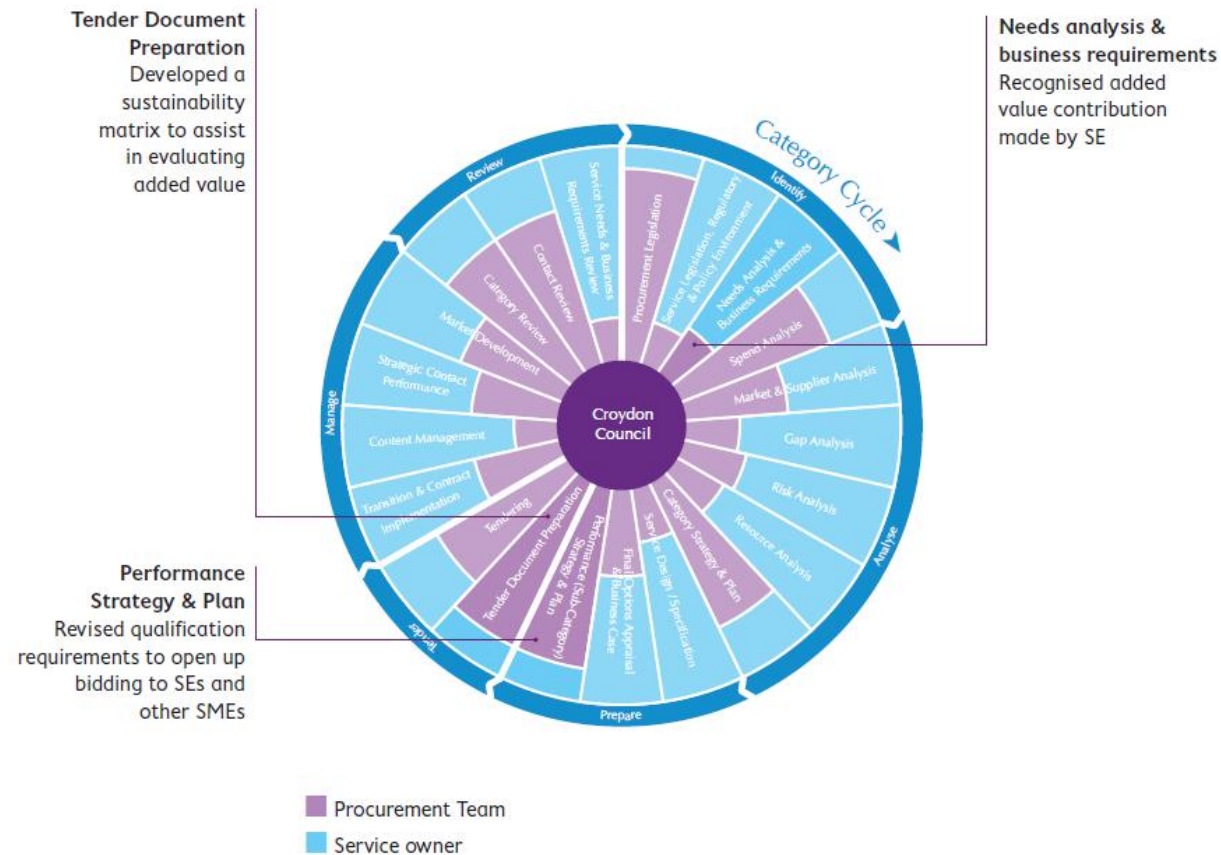 Tender Document
Preparation
Developed a
sustainability
matrix to assist
in evaluating
added value
Needs analysis &
business requirements
Recognised added
value contribution
made by SE
Category Cycle
Identify
Procurement Legislation
Service Legislation, Regulatory
& Policy Environment
Needs Analysis &
Business Requirements
Spend Analysis
Analyse
Market & Supplier Analysis
Gap Analysis
Risk Analysis
Resource Analysis
Category Strategy & Plan
Prepare
Service Design / Specification
Final Options Appraisal
& Business Case
Performance (Sub-Category)
Strategy & Plan
Tender
Tender Document Preparation
Tendering
Manage
Transition & Contract
Implementation
Content Management
Strategic Contact
Performance
Market Development
Review
Category Review
Contact Review
Service Needs & Business
Requirements Review
Croydon
Council
Performance
Strategy & Plan
Revised qualification
requirements to open up
bidding to SEs and
other SMEs
Procurement Team
Service owner